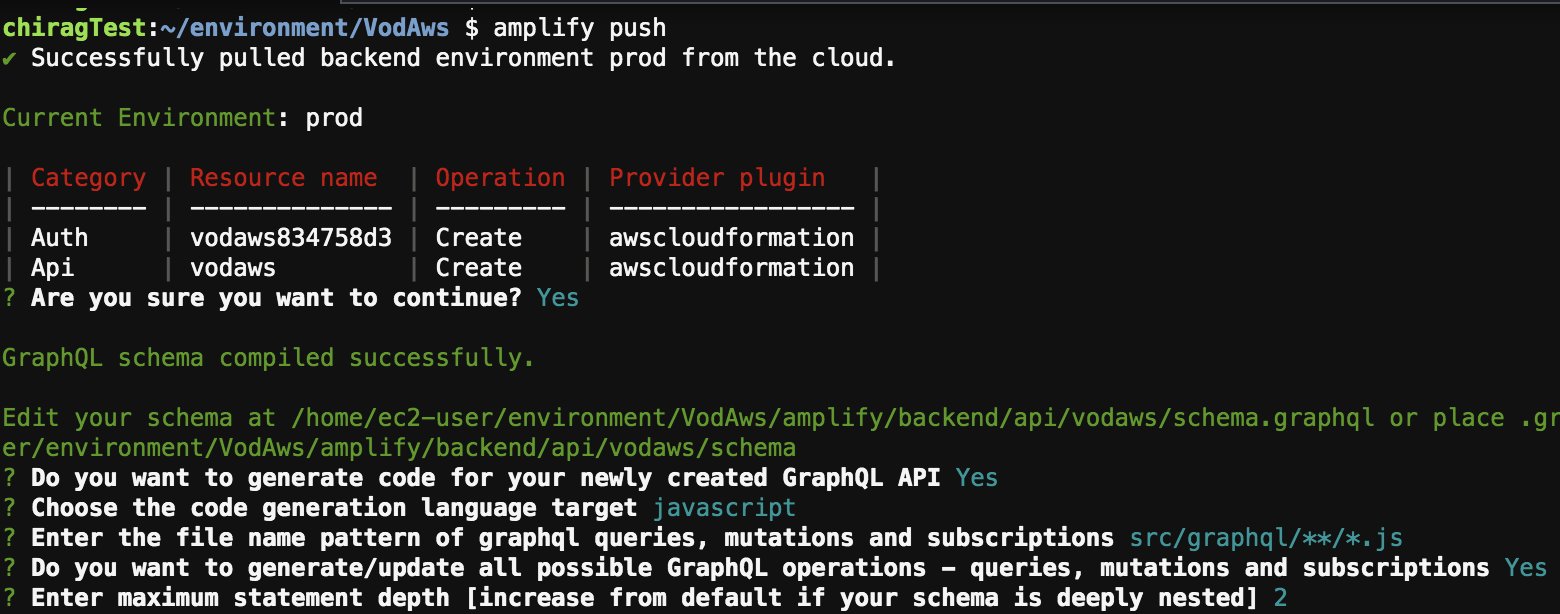 chiragTest:~/environment/VodAws $ amplify push
✔ Successfully pulled backend environment prod from the cloud.
Current Environment: prod
| Category | Resource name | Operation | Provider plugin |
| -------- | -------------- | --------- | ----------------- |
| Auth | vodaws834758d3 | Create | awscloudformation |
| Api | vodaws | Create | awscloudformation |
? Are you sure you want to continue? Yes
GraphQL schema compiled successfully.
Edit your schema at /home/ec2-user/environment/VodAws/amplify/backend/api/vodaws/schema.graphql or place .gr
er/environment/VodAws/amplify/backend/api/vodaws/schema
? Do you want to generate code for your newly created GraphQL API Yes
? Choose the code generation language target javascript
? Enter the file name pattern of graphql queries, mutations and subscriptions src/graphql/**/*.js
? Do you want to generate/update all possible GraphQL operations - queries, mutations and subscriptions Yes
? Enter maximum statement depth [increase from default if your schema is deeply nested] 2